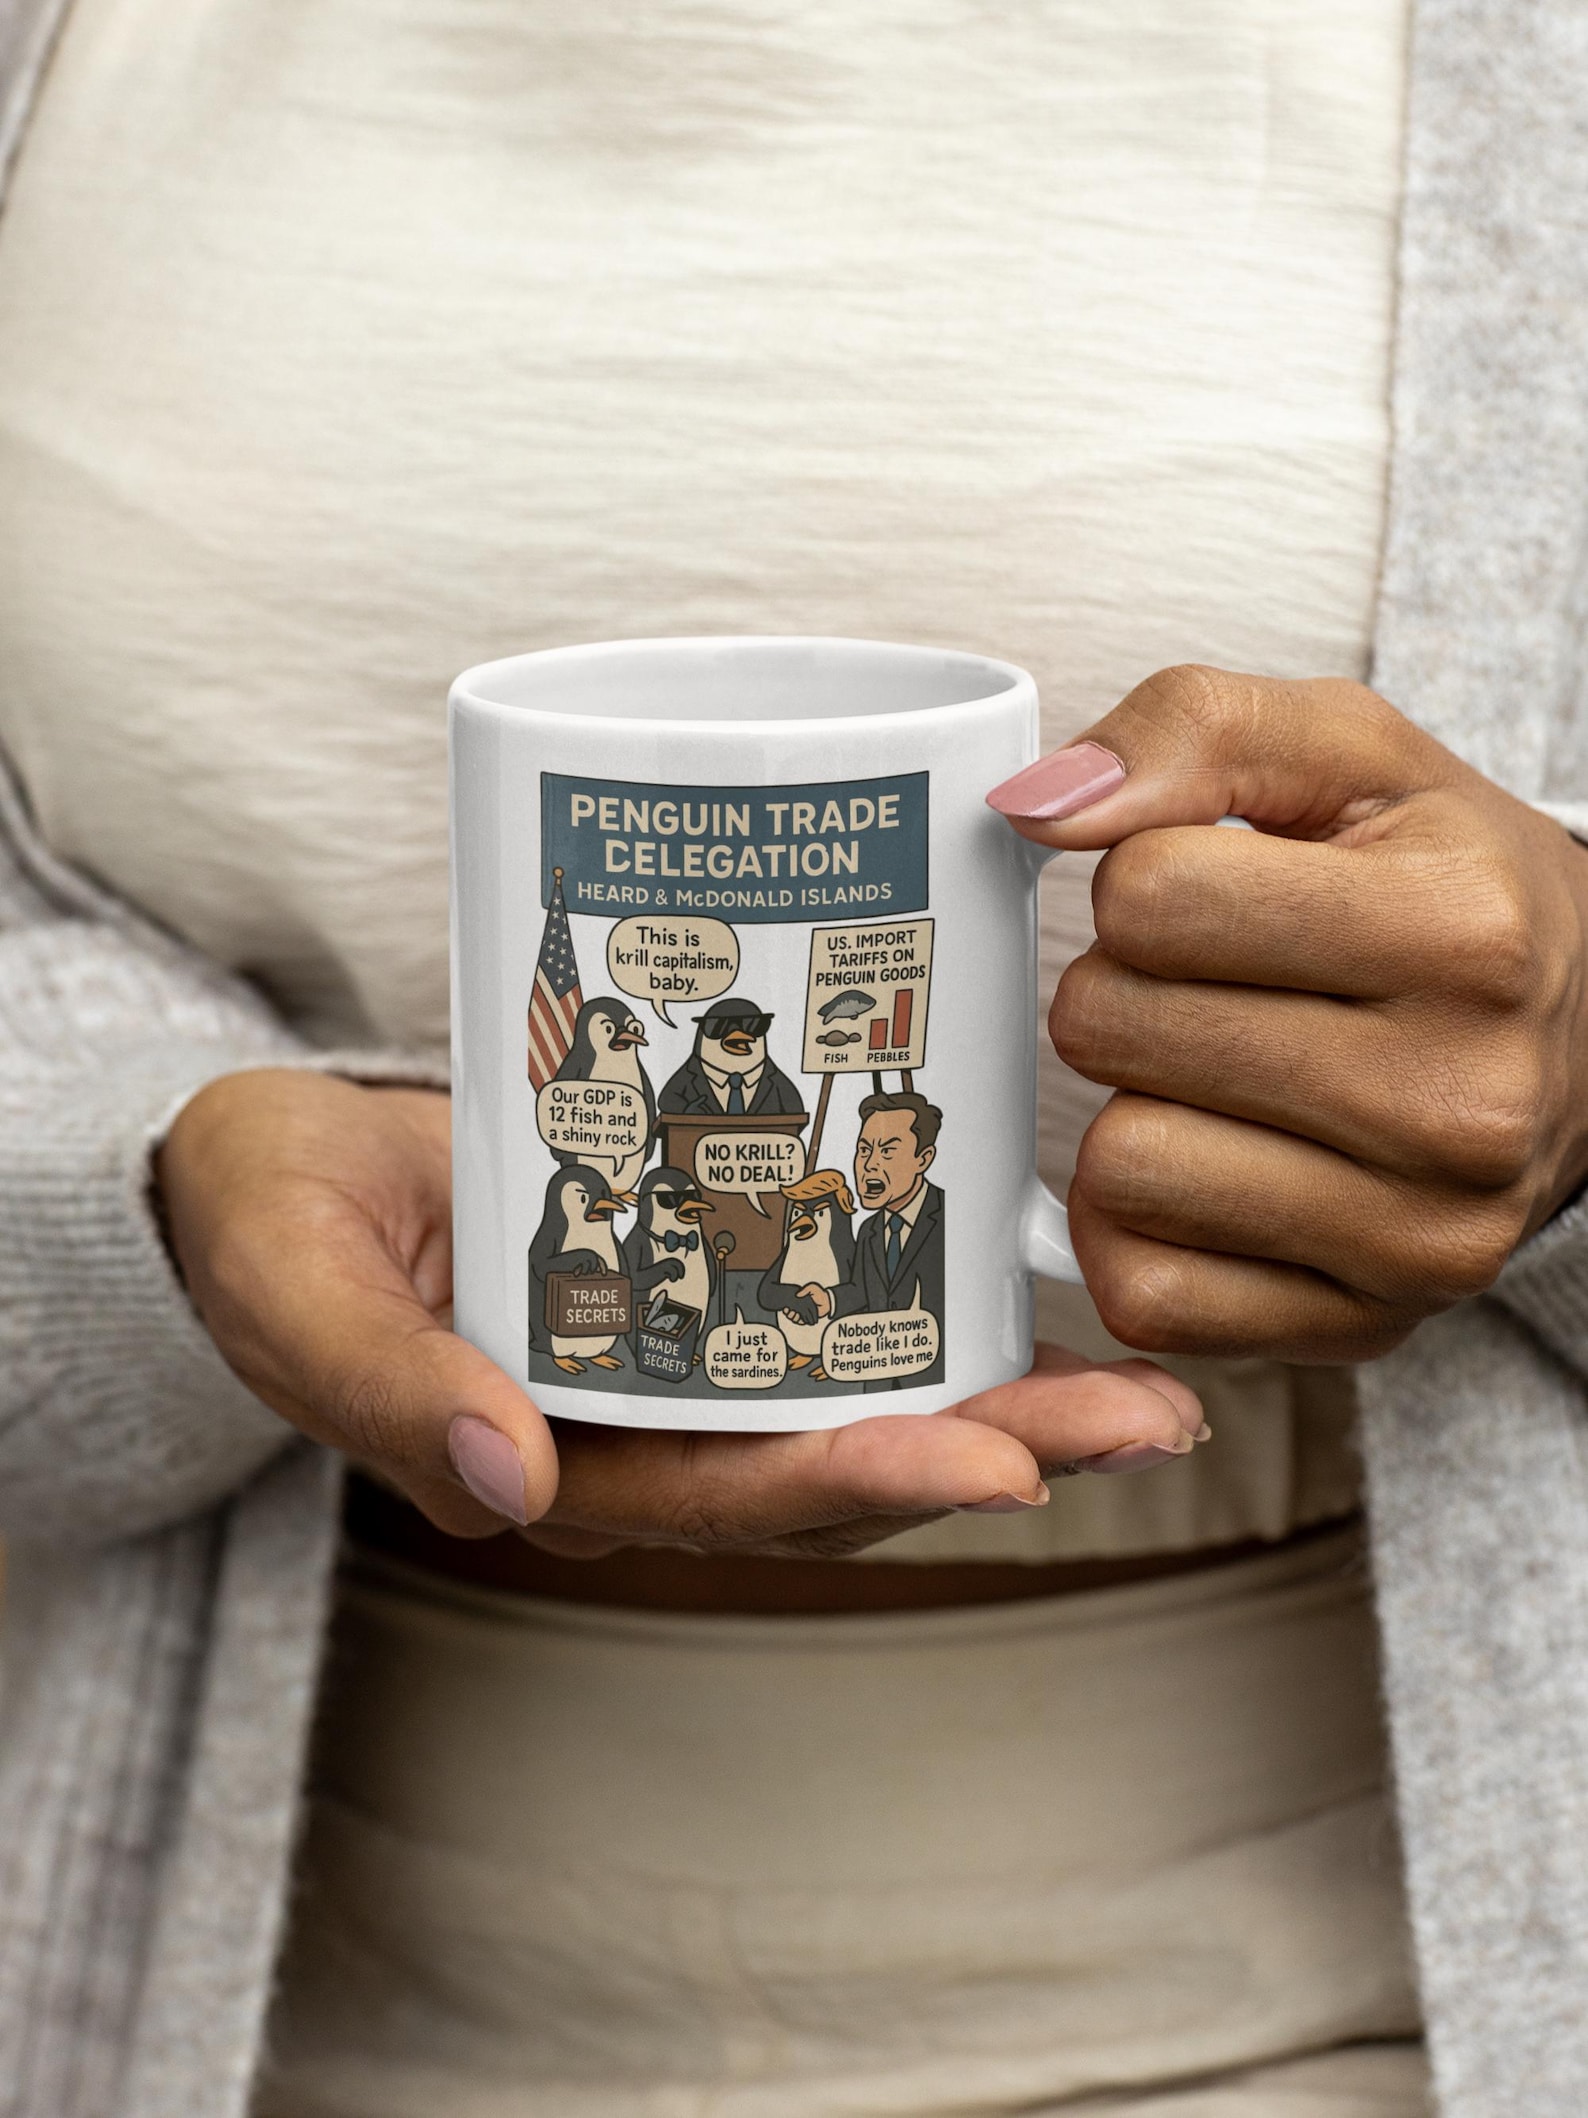 PENGUIN TRADE
DELEGATION
HEARD & McDONALD ISLANDS
This is
krill capitalism,
baby.
US. IMPORT
TARIFFS ON
PENGUIN GOODS
FISH PEBBLES
Our GDP is
12 fish and
a shiny rock
NO KRILL?
NO DEAL!
TRADE
SECRETS
TRADE
SECRETS
I just
came for
the sardines.
Nobody knows
trade like I do.
Penguins love me